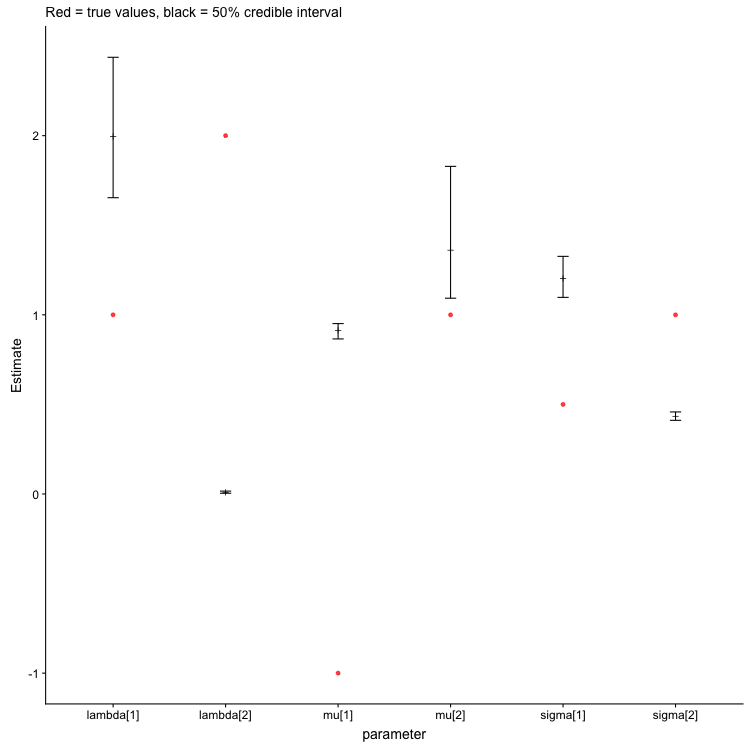 Red = true values, black = 50% credible interval
Estimate
2
1
0
-1
lambda[1] lambda[2] mu[1] mu[2] sigma[1] sigma[2]
parameter